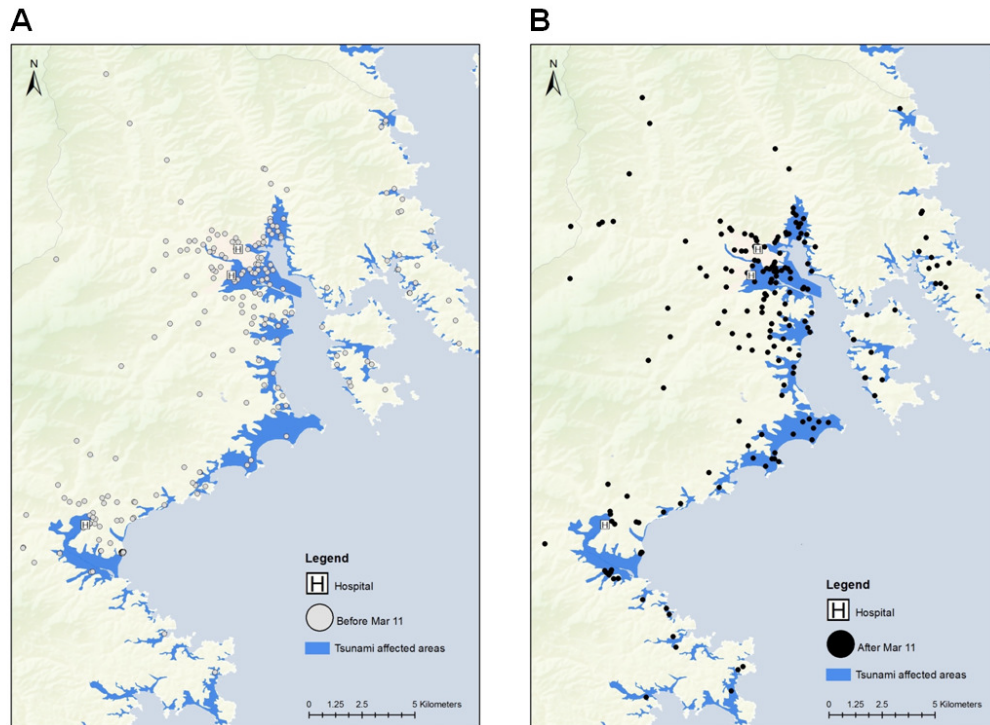 A
N
H
H
H
Legend
H Hospital
Before Mar 11
Tsunami affected areas
0 1.25 2.5 5 Kilometers
B
N
H
H
H
Legend
H Hospital
After Mar 11
Tsunami affected areas
0 1.25 2.5 5 Kilometers